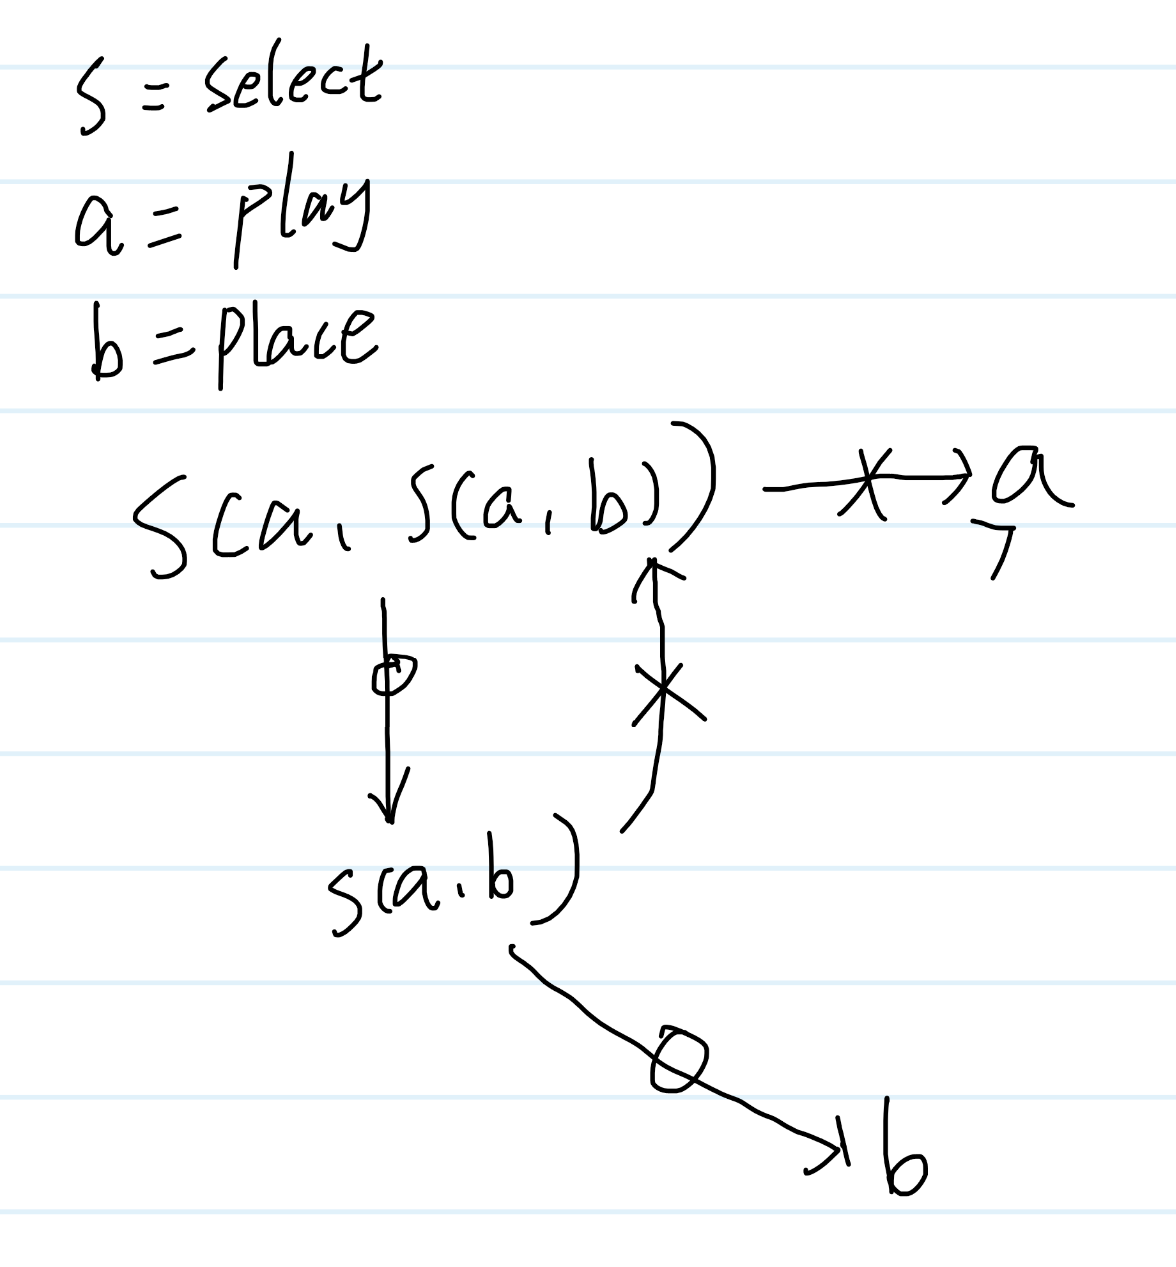 s = select
a = play
b = place
s(a, s(a, b)) → a
s(a, b)
b